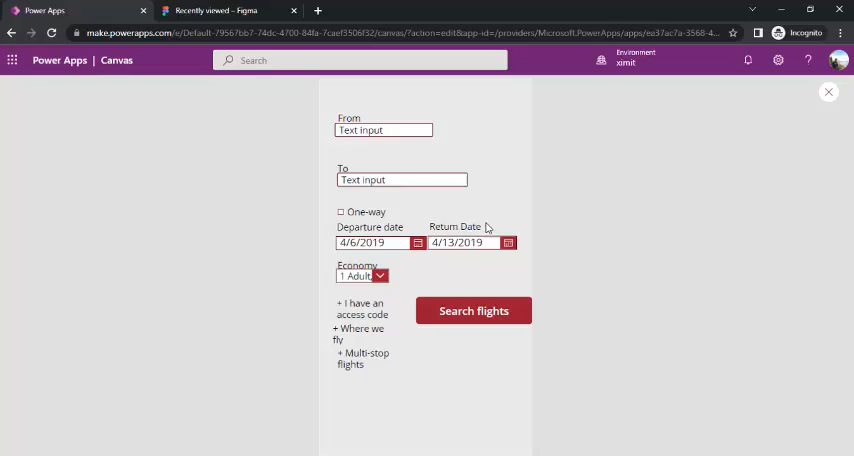 Power Apps
Recently viewed – Figma
make.powerapps.com/e/Default-79567bb7-74dc-4700-84fa-7caef3506f32/canvas/?action=edit&app-id=/providers/Microsoft.PowerApps/apps/ea37ac7a-3568-4...
Incognito
Power Apps | Canvas
Search
Environment
ximit
From
Text input
To
Text input
One-way
Departure date
Return Date
4/6/2019
4/13/2019
Economy
1 Adult,
+ I have an
access code
Search flights
+ Where we
fly
+ Multi-stop
flights